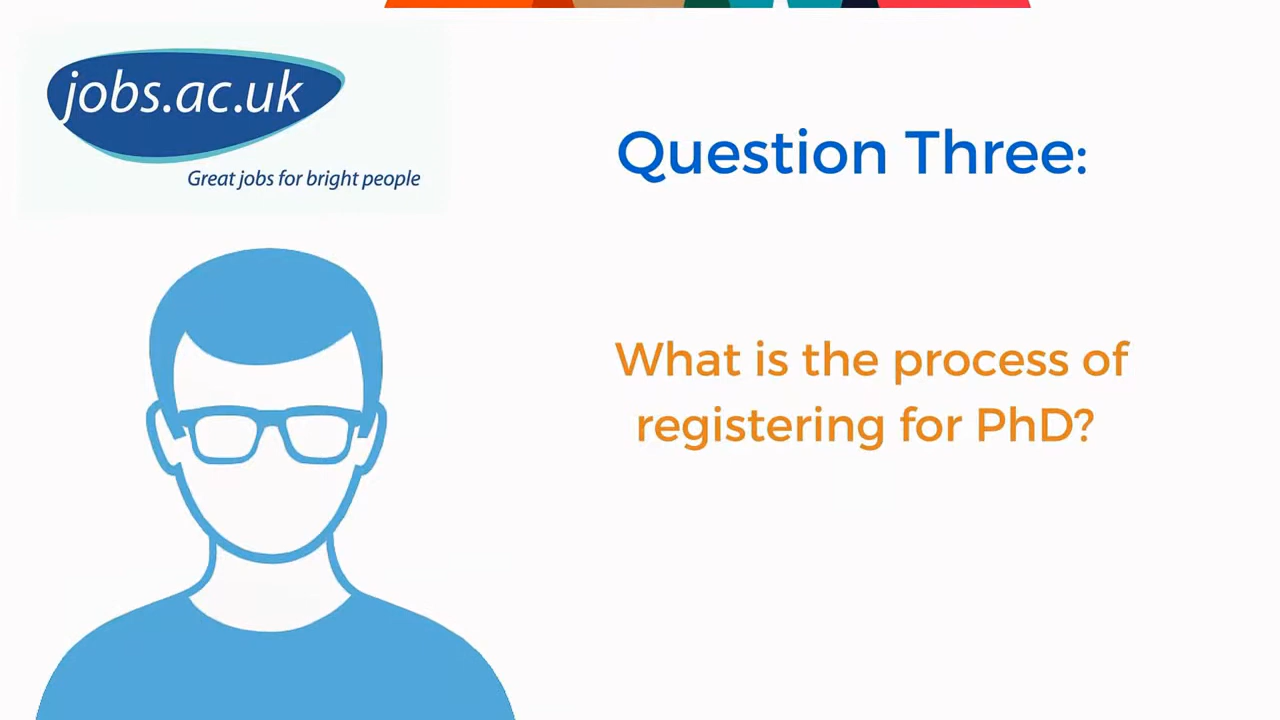 jobs.ac.uk
Great jobs for bright people
Question Three:
What is the process of
registering for PhD?